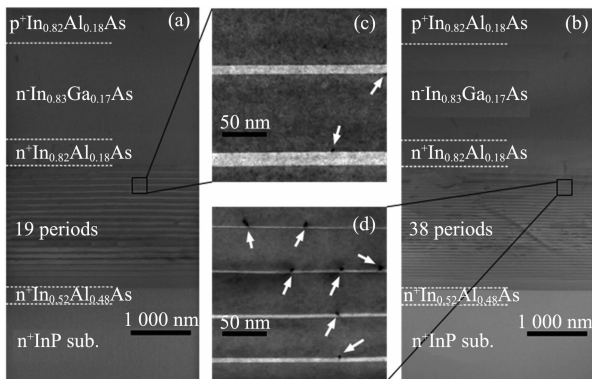 (a)
p⁺In₀.₈₂Al₀.₁₈As
n⁻In₀.₈₃Ga₀.₁₇As
n⁺In₀.₈₂Al₀.₁₈As
19 periods
n⁺In₀.₅₂Al₀.₄₈As
1 000 nm
n⁺InP sub.
(c)
50 nm
(d)
50 nm
(b)
p⁺In₀.₈₂Al₀.₁₈As
n⁻In₀.₈₃Ga₀.₁₇As
n⁺In₀.₈₂Al₀.₁₈As
38 periods
n⁺In₀.₅₂Al₀.₄₈As
1 000 nm
n⁺InP sub.